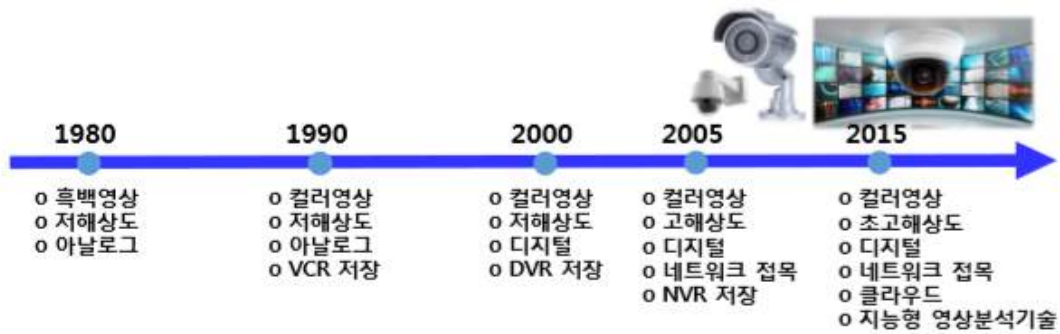 1980
o 흑백영상
o 저해상도
o 아날로그
1990
o 컬러영상
o 저해상도
o 아날로그
o VCR 저장
2000
o 컬러영상
o 저해상도
o 디지털
o DVR 저장
2005
o 컬러영상
o 고해상도
o 디지털
o 네트워크 접목
o NVR 저장
2015
o 컬러영상
o 초고해상도
o 디지털
o 네트워크 접목
o 클라우드
o 지능형 영상분석기술